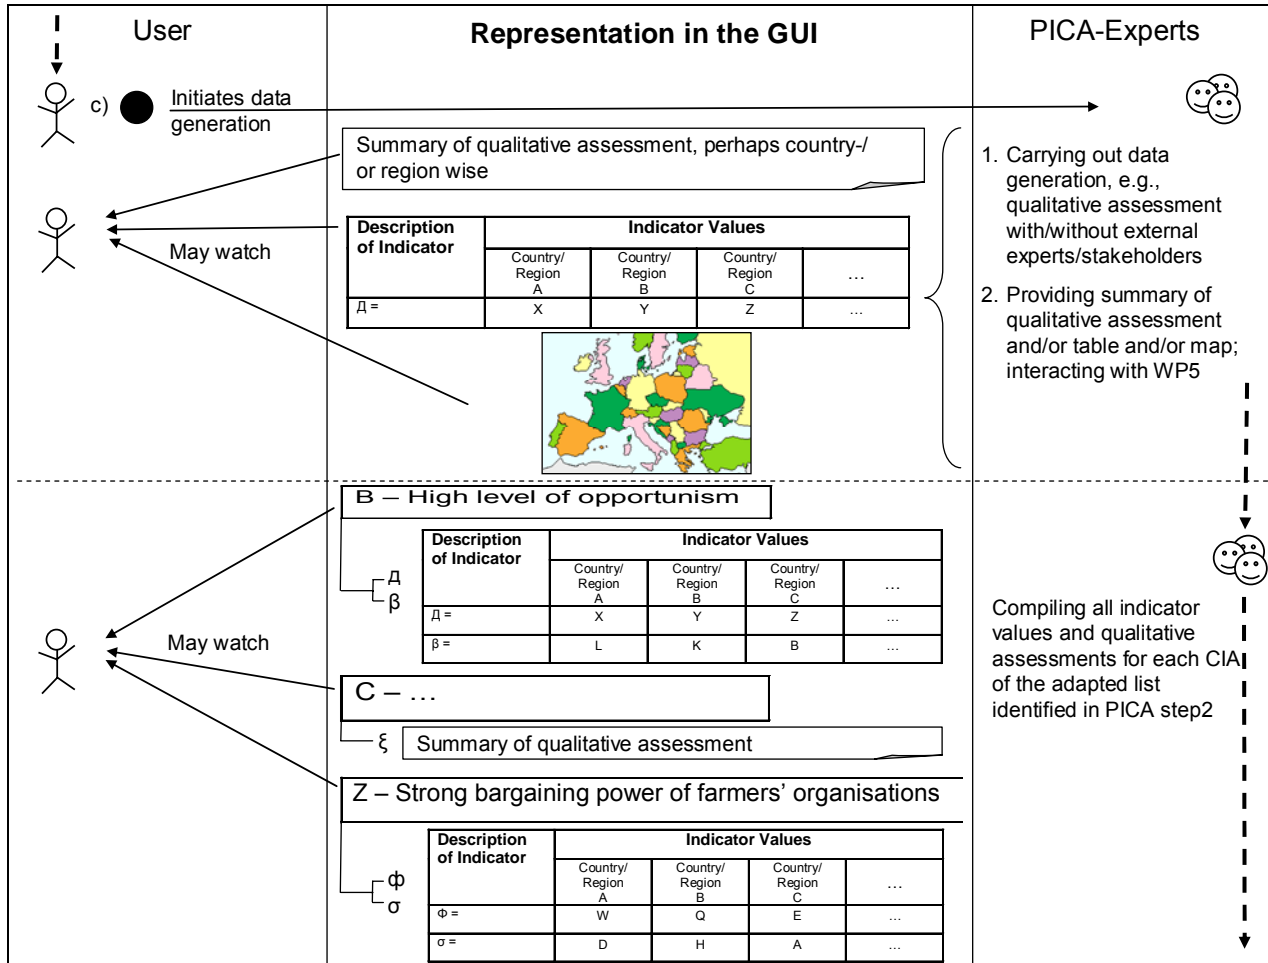 User
Representation in the GUI
PICA-Experts
c)
Initiates data
generation
Summary of qualitative assessment, perhaps country-/
or region wise
1. Carrying out data
generation, e.g.,
qualitative assessment
with/without external
experts/stakeholders
2. Providing summary of
qualitative assessment
and/or table and/or map;
interacting with WP5
May watch
Description
of Indicator
Indicator Values
Country/
Region
A
Country/
Region
B
Country/
Region
C
…
Д =
X
Y
Z
…
B – High level of opportunism
Д
β
Description
of Indicator
Indicator Values
Country/
Region
A
Country/
Region
B
Country/
Region
C
…
Д =
X
Y
Z
…
β =
L
K
B
…
May watch
Compiling all indicator
values and qualitative
assessments for each CIA
of the adapted list
identified in PICA step2
C – …
ξ
Summary of qualitative assessment
Z – Strong bargaining power of farmers’ organisations
ф
σ
Description
of Indicator
Indicator Values
Country/
Region
A
Country/
Region
B
Country/
Region
C
…
Ф =
W
Q
E
…
σ =
D
H
A
…